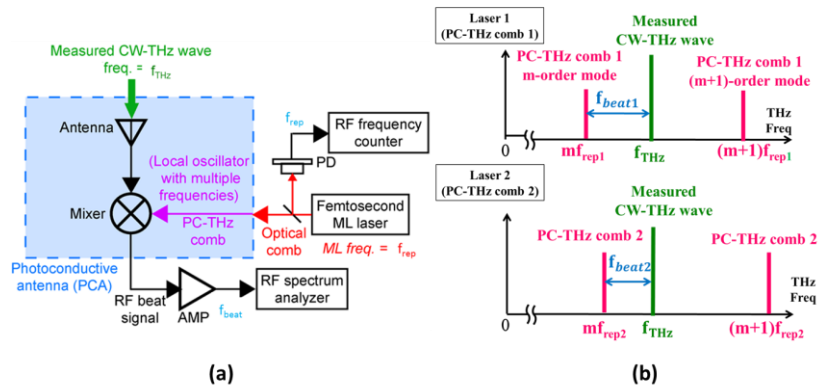 Measured CW-THz wave
freq. = fTHz
Antenna
(Local oscillator
with multiple
frequencies)
Mixer
PC-THz
comb
Photoconductive
antenna (PCA)
RF beat
signal
AMP
fbeat
RF spectrum
analyzer
frep
RF frequency
counter
PD
Femtosecond
ML laser
Optical
comb
ML freq. = frep
(a)
(b)
Laser 1
(PC-THz comb 1)
Measured
CW-THz wave
PC-THz comb 1
m-order mode
PC-THz comb 1
(m+1)-order mode
fbeat1
THz
Freq
0
mfrep1
fTHz
(m+1)frep1
Laser 2
(PC-THz comb 2)
Measured
CW-THz wave
PC-THz comb 2
PC-THz comb 2
fbeat2
THz
Freq
0
mfrep2
fTHz
(m+1)frep2